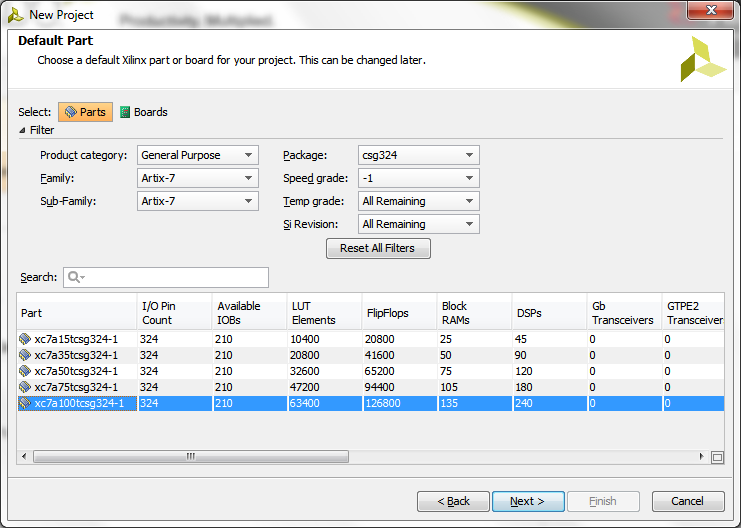 New Project
Productivity. Multiplied.
Default Part
Choose a default Xilinx part or board for your project. This can be changed later.
Select: Parts Boards
Filter
Product category: General Purpose Package: csg324
Family: Artix-7 Speed grade: -1
Sub-Family: Artix-7 Temp grade: All Remaining
Si Revision: All Remaining
Reset All Filters
Search:
Part I/O Pin Count Available IOBs LUT Elements FlipFlops Block RAMs DSPs Gb Transceivers GTPE2 Transceiver
xc7a15tcsg324-1 324 210 10400 20800 25 45 0 0
xc7a35tcsg324-1 324 210 20800 41600 50 90 0 0
xc7a50tcsg324-1 324 210 32600 65200 75 120 0 0
xc7a75tcsg324-1 324 210 47200 94400 105 180 0 0
xc7a100tcsg324-1 324 210 63400 126800 135 240 0 0
< Back Next > Finish Cancel